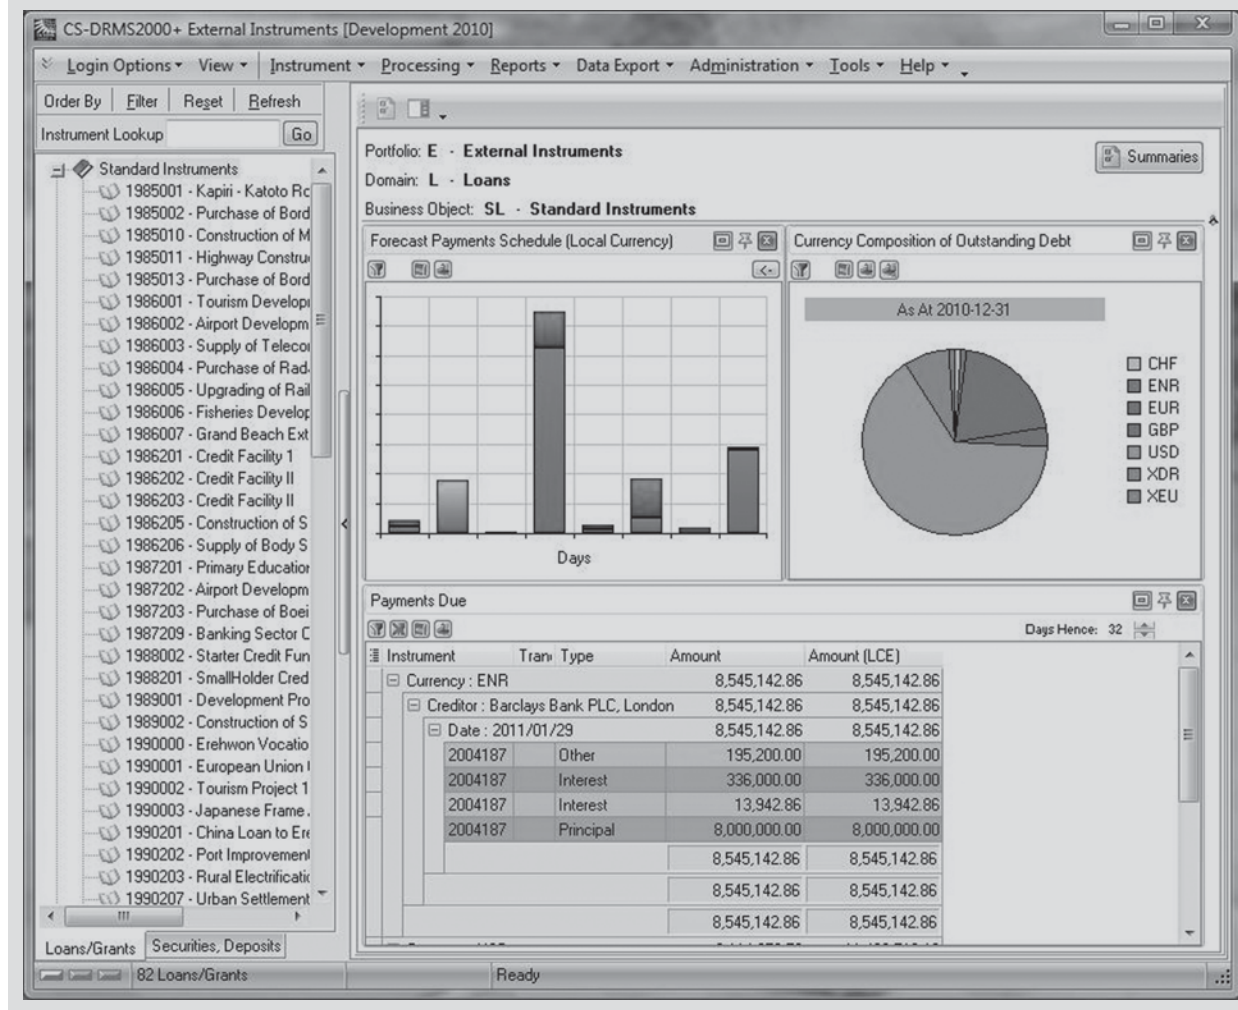 CS-DRMS2000+ External Instruments [Development 2010]
Login Options View Instrument Processing Reports Data Export Administration Tools Help
Order By Filter Reset Refresh
Instrument Lookup Go
Standard Instruments
1985001 - Kapiri - Katoto Rc
1985002 - Purchase of Bord
1985010 - Construction of M
1985011 - Highway Constru
1985013 - Purchase of Bord
1986001 - Tourism Develop
1986002 - Airport Developm
1986003 - Supply of Teleco
1986004 - Purchase of Rad
1986005 - Upgrading of Rail
1986006 - Fisheries Develop
1986007 - Grand Beach Ext
1986201 - Credit Facility 1
1986202 - Credit Facility II
1986203 - Credit Facility II
1986205 - Construction of S
1986206 - Supply of Body S
1987201 - Primary Education
1987202 - Airport Developm
1987203 - Purchase of Boei
1987209 - Banking Sector C
1988002 - Starter Credit Fun
1988201 - SmallHolder Cred
1989001 - Development Pro
1989002 - Construction of S
1990000 - Erehwon Vocatio
1990001 - European Union
1990002 - Tourism Project 1
1990003 - Japanese Frame
1990201 - China Loan to Ere
1990202 - Port Improvement
1990203 - Rural Electrificatic
1990207 - Urban Settlement
Loans/Grants Securities, Deposits
82 Loans/Grants Ready
Portfolio: E - External Instruments
Summaries
Domain: L - Loans
Business Object: SL - Standard Instruments
Forecast Payments Schedule (Local Currency)
Days
Currency Composition of Outstanding Debt
As At 2010-12-31
CHF
ENR
EUR
GBP
USD
XDR
XEU
Payments Due
Days Hence: 32
Instrument Tran Type Amount Amount (LCE)
Currency : ENR 8,545,142.86 8,545,142.86
Creditor : Barclays Bank PLC, London 8,545,142.86 8,545,142.86
Date : 2011/01/29 8,545,142.86 8,545,142.86
2004187 Other 195,200.00 195,200.00
2004187 Interest 336,000.00 336,000.00
2004187 Interest 13,942.86 13,942.86
2004187 Principal 8,000,000.00 8,000,000.00
8,545,142.86 8,545,142.86
8,545,142.86 8,545,142.86
8,545,142.86 8,545,142.86